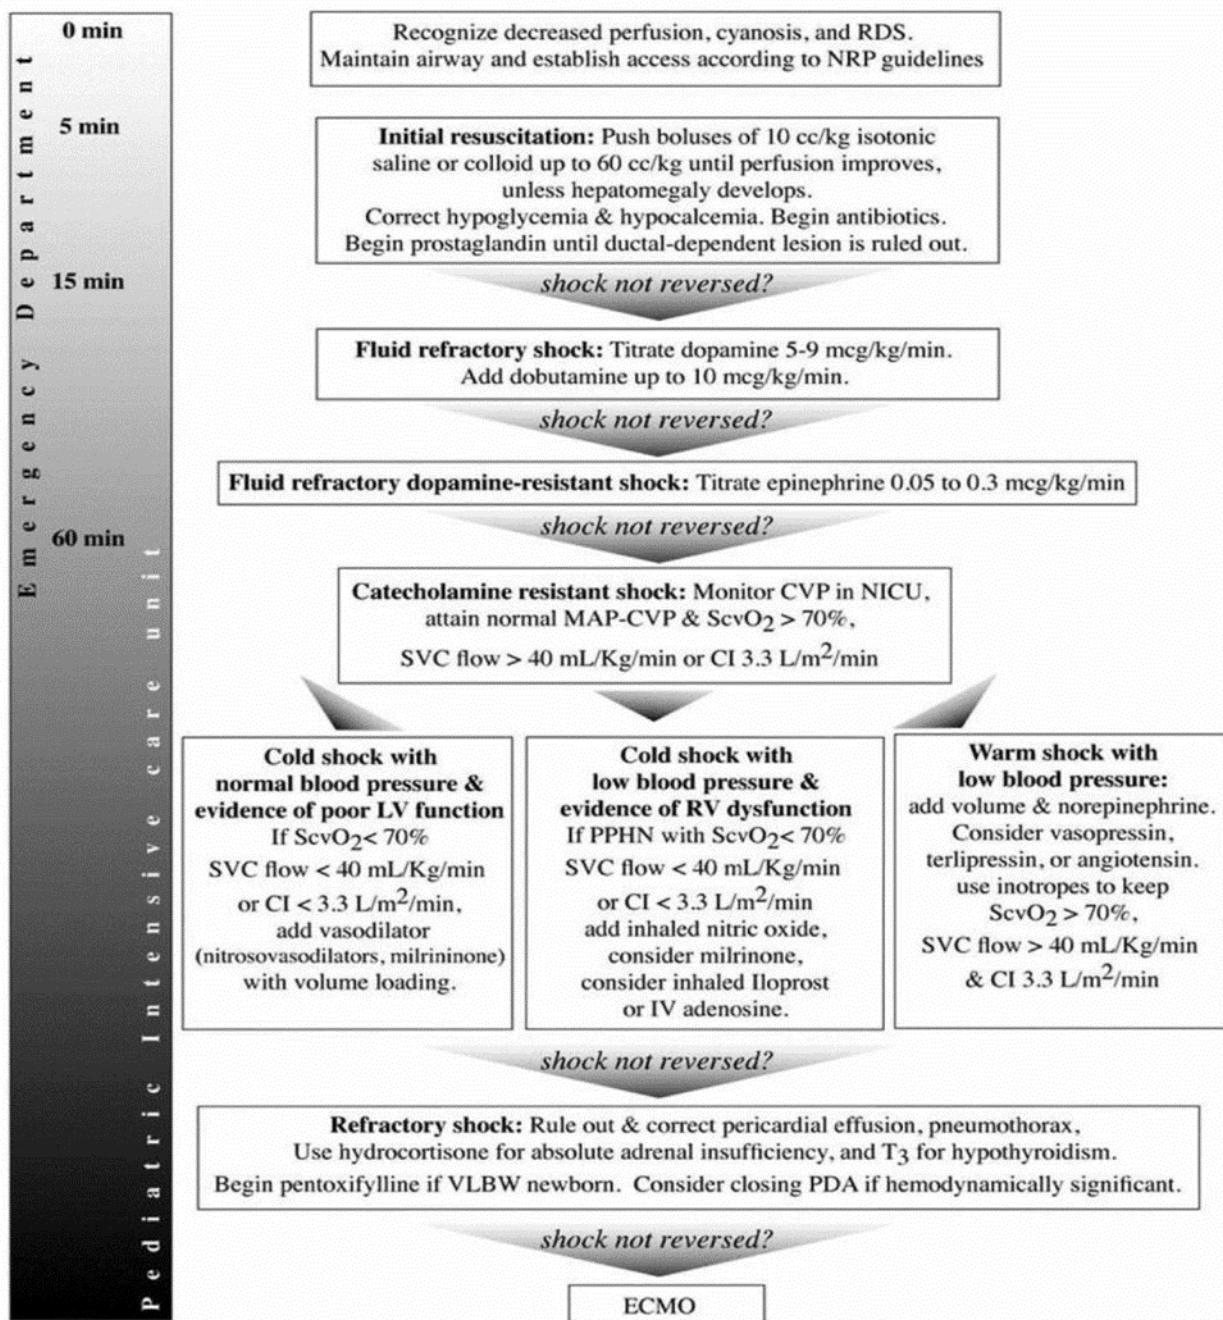 Emergency Department
Pediatric Intensive care unit
0 min
5 min
15 min
60 min
Recognize decreased perfusion, cyanosis, and RDS.
Maintain airway and establish access according to NRP guidelines
Initial resuscitation: Push boluses of 10 cc/kg isotonic
saline or colloid up to 60 cc/kg until perfusion improves,
unless hepatomegaly develops.
Correct hypoglycemia & hypocalcemia. Begin antibiotics.
Begin prostaglandin until ductal-dependent lesion is ruled out.
shock not reversed?
Fluid refractory shock: Titrate dopamine 5-9 mcg/kg/min.
Add dobutamine up to 10 mcg/kg/min.
shock not reversed?
Fluid refractory dopamine-resistant shock: Titrate epinephrine 0.05 to 0.3 mcg/kg/min
shock not reversed?
Catecholamine resistant shock: Monitor CVP in NICU,
attain normal MAP-CVP & ScvO₂ > 70%,
SVC flow > 40 mL/Kg/min or CI 3.3 L/m²/min
Cold shock with
normal blood pressure &
evidence of poor LV function
If ScvO₂< 70%
SVC flow < 40 mL/Kg/min
or CI < 3.3 L/m²/min,
add vasodilator
(nitrosovasodilators, milrininone)
with volume loading.
Cold shock with
low blood pressure &
evidence of RV dysfunction
If PPHN with ScvO₂< 70%
SVC flow < 40 mL/Kg/min
or CI < 3.3 L/m²/min
add inhaled nitric oxide,
consider milrinone,
consider inhaled Iloprost
or IV adenosine.
Warm shock with
low blood pressure:
add volume & norepinephrine.
Consider vasopressin,
terlipressin, or angiotensin.
use inotropes to keep
ScvO₂ > 70%,
SVC flow > 40 mL/Kg/min
& CI 3.3 L/m²/min
shock not reversed?
Refractory shock: Rule out & correct pericardial effusion, pneumothorax,
Use hydrocortisone for absolute adrenal insufficiency, and T₃ for hypothyroidism.
Begin pentoxifylline if VLBW newborn. Consider closing PDA if hemodynamically significant.
shock not reversed?
ECMO